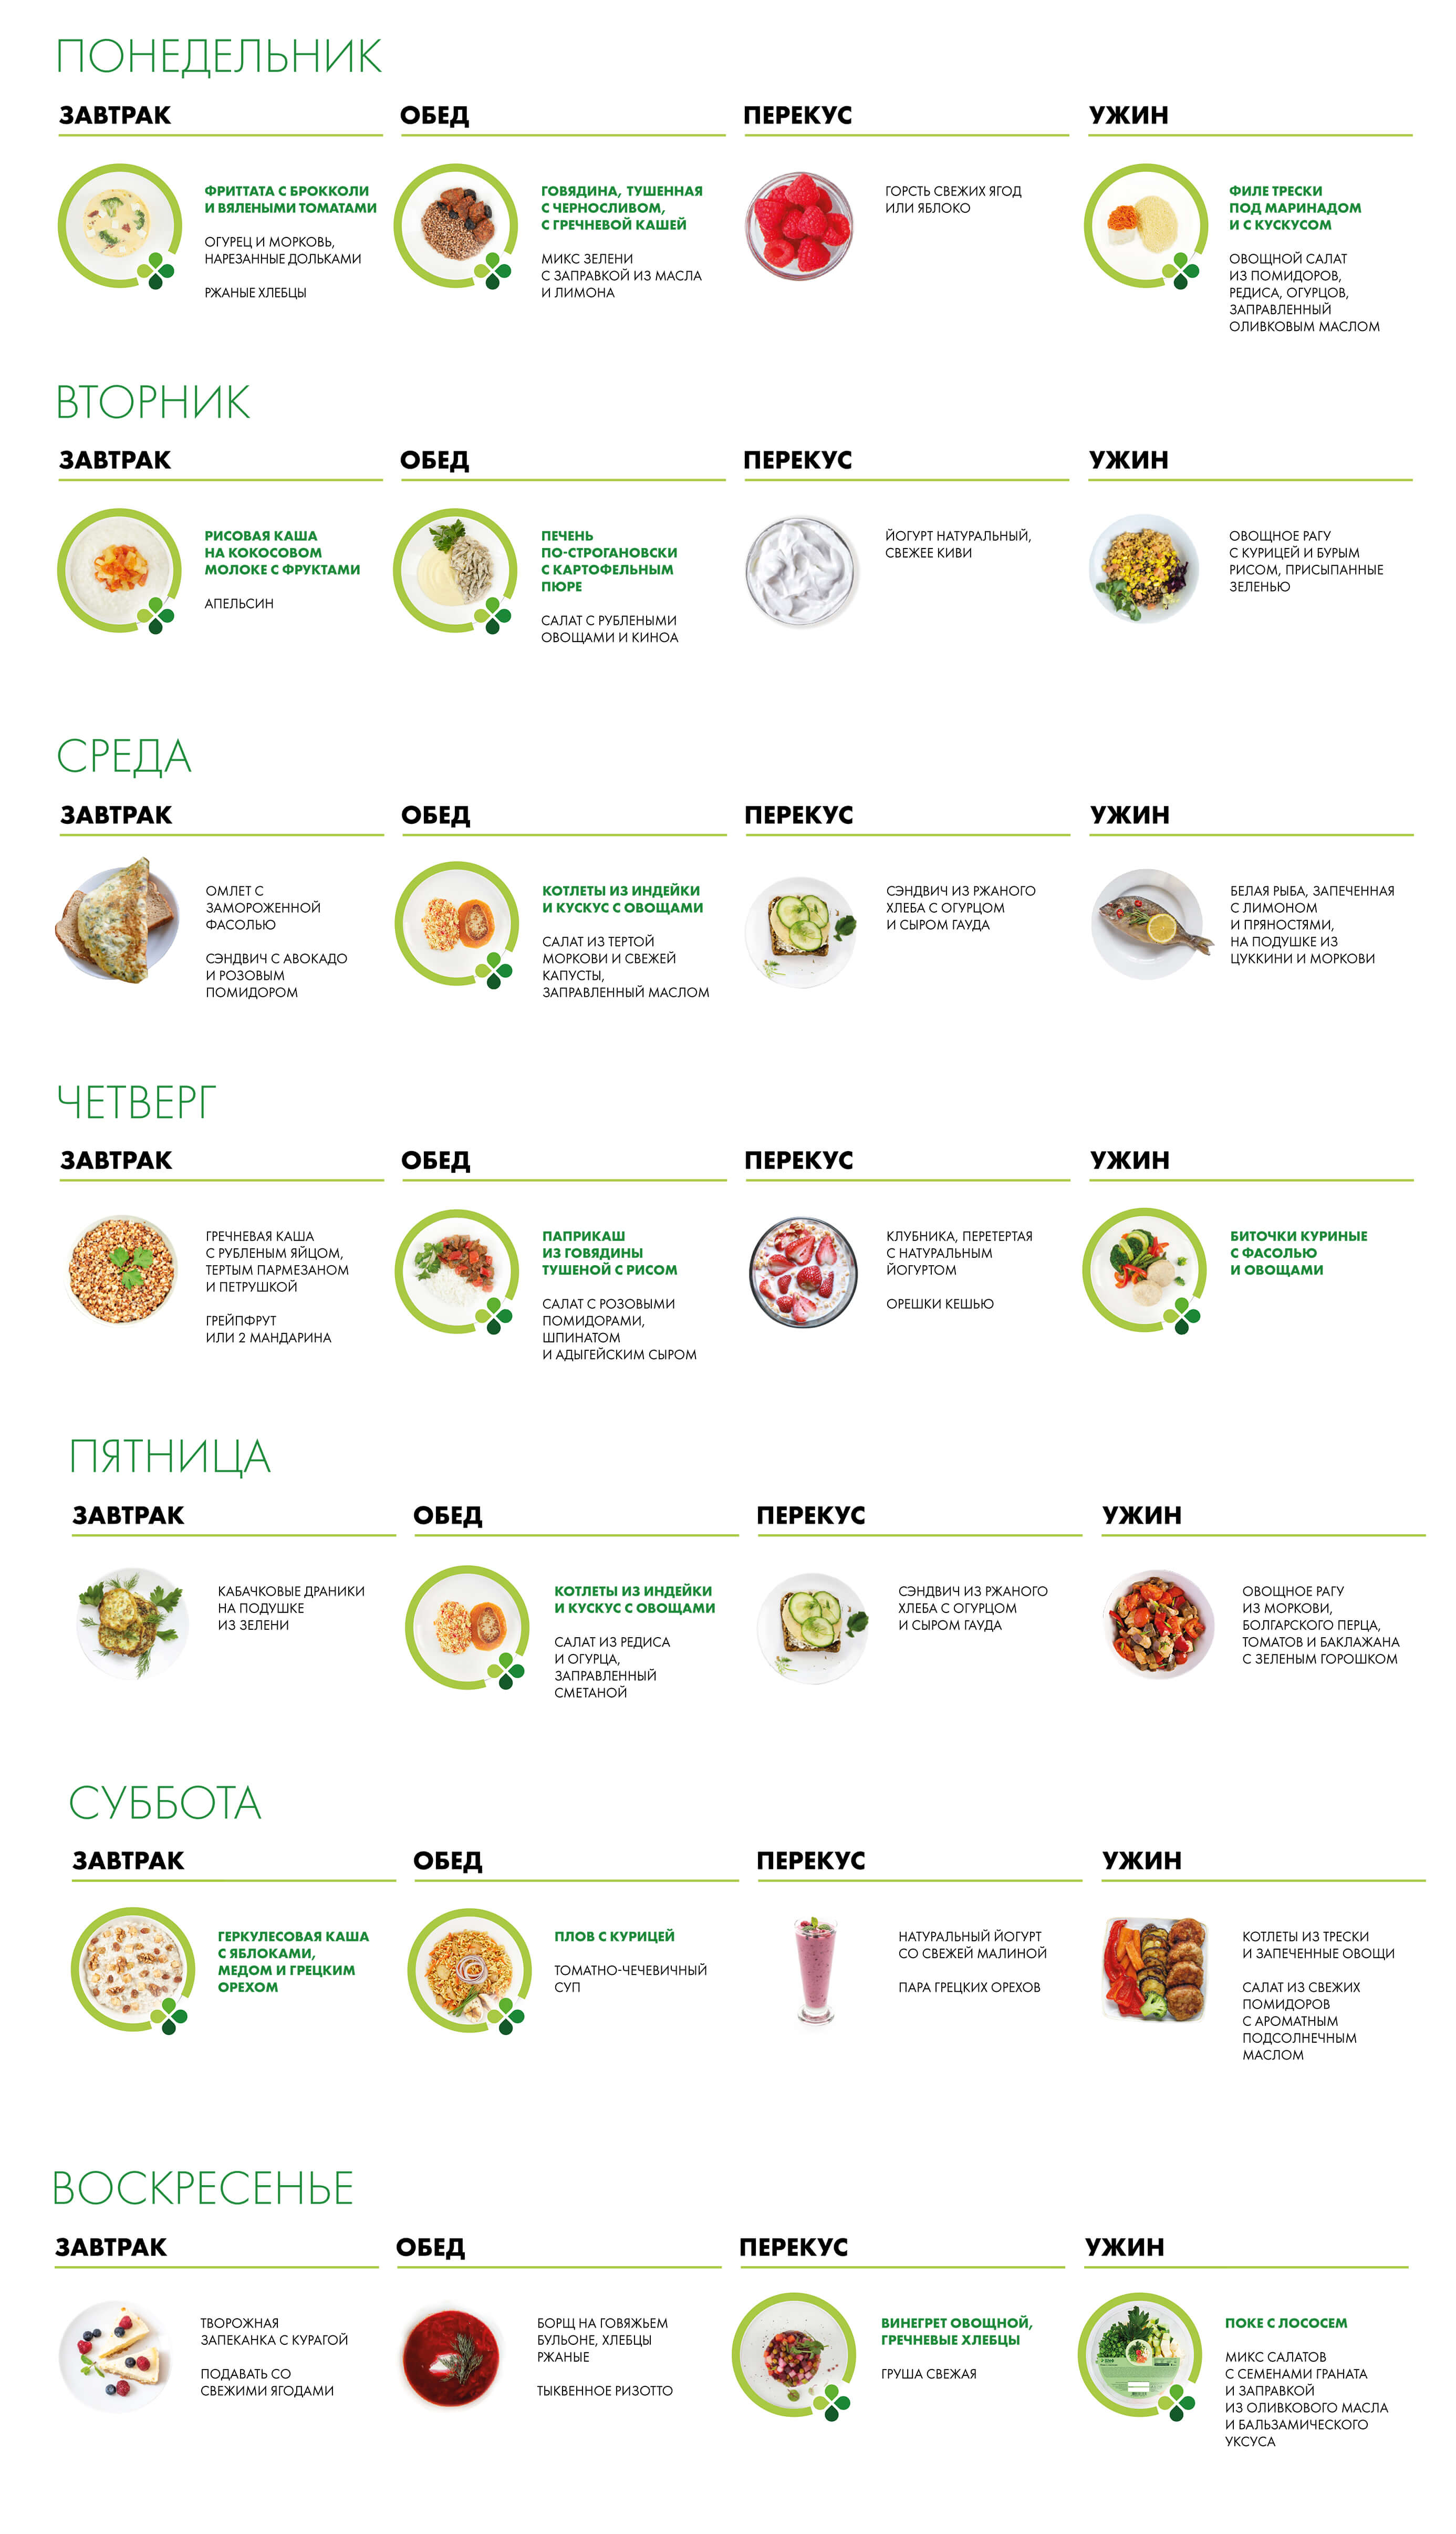 ПОНЕДЕЛЬНИК
ЗАВТРАК
ФРИТТАТА С БРОККОЛИ
И ВЯЛЕНЫМИ ТОМАТАМИ
ОГУРЕЦ И МОРКОВЬ,
НАРЕЗАННЫЕ ДОЛЬКАМИ
РЖАНЫЕ ХЛЕБЦЫ
ОБЕД
ГОВЯДИНА, ТУШЕННАЯ
С ЧЕРНОСЛИВОМ,
С ГРЕЧНЕВОЙ КАШЕЙ
МИКС ЗЕЛЕНИ
С ЗАПРАВКОЙ ИЗ МАСЛА
И ЛИМОНА
ПЕРЕКУС
ГОРСТЬ СВЕЖИХ ЯГОД
ИЛИ ЯБЛОКО
УЖИН
ФИЛЕ ТРЕСКИ
ПОД МАРИНАДОМ
И С КУСКУСОМ
ОВОЩНОЙ САЛАТ
ИЗ ПОМИДОРОВ,
РЕДИСА, ОГУРЦОВ,
ЗАПРАВЛЕННЫЙ
ОЛИВКОВЫМ МАСЛОМ
ВТОРНИК
ЗАВТРАК
РИСОВАЯ КАША
НА КОКОСОВОМ
МОЛОКЕ С ФРУКТАМИ
АПЕЛЬСИН
ОБЕД
ПЕЧЕНЬ
ПО-СТРОГАНОВСКИ
С КАРТОФЕЛЬНЫМ
ПЮРЕ
САЛАТ С РУБЛЕНЫМИ
ОВОЩАМИ И КИНОА
ПЕРЕКУС
ЙОГУРТ НАТУРАЛЬНЫЙ,
СВЕЖЕЕ КИВИ
УЖИН
ОВОЩНОЕ РАГУ
С КУРИЦЕЙ И БУРЫМ
РИСОМ, ПРИСЫПАННЫЕ
ЗЕЛЕНЬЮ
СРЕДА
ЗАВТРАК
ОМЛЕТ С
ЗАМОРОЖЕННОЙ
ФАСОЛЬЮ
СЭНДВИЧ С АВОКАДО
И РОЗОВЫМ
ПОМИДОРОМ
ОБЕД
КОТЛЕТЫ ИЗ ИНДЕЙКИ
И КУСКУС С ОВОЩАМИ
САЛАТ ИЗ ТЕРТОЙ
МОРКОВИ И СВЕЖЕЙ
КАПУСТЫ,
ЗАПРАВЛЕННЫЙ МАСЛОМ
ПЕРЕКУС
СЭНДВИЧ ИЗ РЖАНОГО
ХЛЕБА С ОГУРЦОМ
И СЫРОМ ГАУДА
УЖИН
БЕЛАЯ РЫБА, ЗАПЕЧЕННАЯ
С ЛИМОНОМ
И ПРЯНОСТЯМИ,
НА ПОДУШКЕ ИЗ
ЦУККИНИ И МОРКОВИ
ЧЕТВЕРГ
ЗАВТРАК
ГРЕЧНЕВАЯ КАША
С РУБЛЕНЫМ ЯЙЦОМ,
ТЕРТЫМ ПАРМЕЗАНОМ
И ПЕТРУШКОЙ
ГРЕЙПФРУТ
ИЛИ 2 МАНДАРИНА
ОБЕД
ПАПРИКАШ
ИЗ ГОВЯДИНЫ
ТУШЕНОЙ С РИСОМ
САЛАТ С РОЗОВЫМИ
ПОМИДОРАМИ,
ШПИНАТОМ
И АДЫГЕЙСКИМ СЫРОМ
ПЕРЕКУС
КЛУБНИКА, ПЕРЕТЕРТАЯ
С НАТУРАЛЬНЫМ
ЙОГУРТОМ
ОРЕШКИ КЕШЬЮ
УЖИН
БИТОЧКИ КУРИНЫЕ
С ФАСОЛЬЮ
И ОВОЩАМИ
ПЯТНИЦА
ЗАВТРАК
КАБАЧКОВЫЕ ДРАНИКИ
НА ПОДУШКЕ
ИЗ ЗЕЛЕНИ
ОБЕД
КОТЛЕТЫ ИЗ ИНДЕЙКИ
И КУСКУС С ОВОЩАМИ
САЛАТ ИЗ РЕДИСА
И ОГУРЦА,
ЗАПРАВЛЕННЫЙ
СМЕТАНОЙ
ПЕРЕКУС
СЭНДВИЧ ИЗ РЖАНОГО
ХЛЕБА С ОГУРЦОМ
И СЫРОМ ГАУДА
УЖИН
ОВОЩНОЕ РАГУ
ИЗ МОРКОВИ,
БОЛГАРСКОГО ПЕРЦА,
ТОМАТОВ И БАКЛАЖАНА
С ЗЕЛЕНЫМ ГОРОШКОМ
СУББОТА
ЗАВТРАК
ГЕРКУЛЕСОВАЯ КАША
С ЯБЛОКАМИ,
МЕДОМ И ГРЕЦКИМ
ОРЕХОМ
ОБЕД
ПЛОВ С КУРИЦЕЙ
ТОМАТНО-ЧЕЧЕВИЧНЫЙ
СУП
ПЕРЕКУС
НАТУРАЛЬНЫЙ ЙОГУРТ
СО СВЕЖЕЙ МАЛИНОЙ
ПАРА ГРЕЦКИХ ОРЕХОВ
УЖИН
КОТЛЕТЫ ИЗ ТРЕСКИ
И ЗАПЕЧЕННЫЕ ОВОЩИ
САЛАТ ИЗ СВЕЖИХ
ПОМИДОРОВ
С АРОМАТНЫМ
ПОДСОЛНЕЧНЫМ
МАСЛОМ
ВОСКРЕСЕНЬЕ
ЗАВТРАК
ТВОРОЖНАЯ
ЗАПЕКАНКА С КУРАГОЙ
ПОДАВАТЬ СО
СВЕЖИМИ ЯГОДАМИ
ОБЕД
БОРЩ НА ГОВЯЖЬЕМ
БУЛЬОНЕ, ХЛЕБЦЫ
РЖАНЫЕ
ТЫКВЕННОЕ РИЗОТТО
ПЕРЕКУС
ВИНЕГРЕТ ОВОЩНОЙ,
ГРЕЧНЕВЫЕ ХЛЕБЦЫ
ГРУША СВЕЖАЯ
УЖИН
ПОКЕ С ЛОСОСЕМ
МИКС САЛАТОВ
С СЕМЕНАМИ ГРАНАТА
И ЗАПРАВКОЙ
ИЗ ОЛИВКОВОГО МАСЛА
И БАЛЬЗАМИЧЕСКОГО
УКСУСА